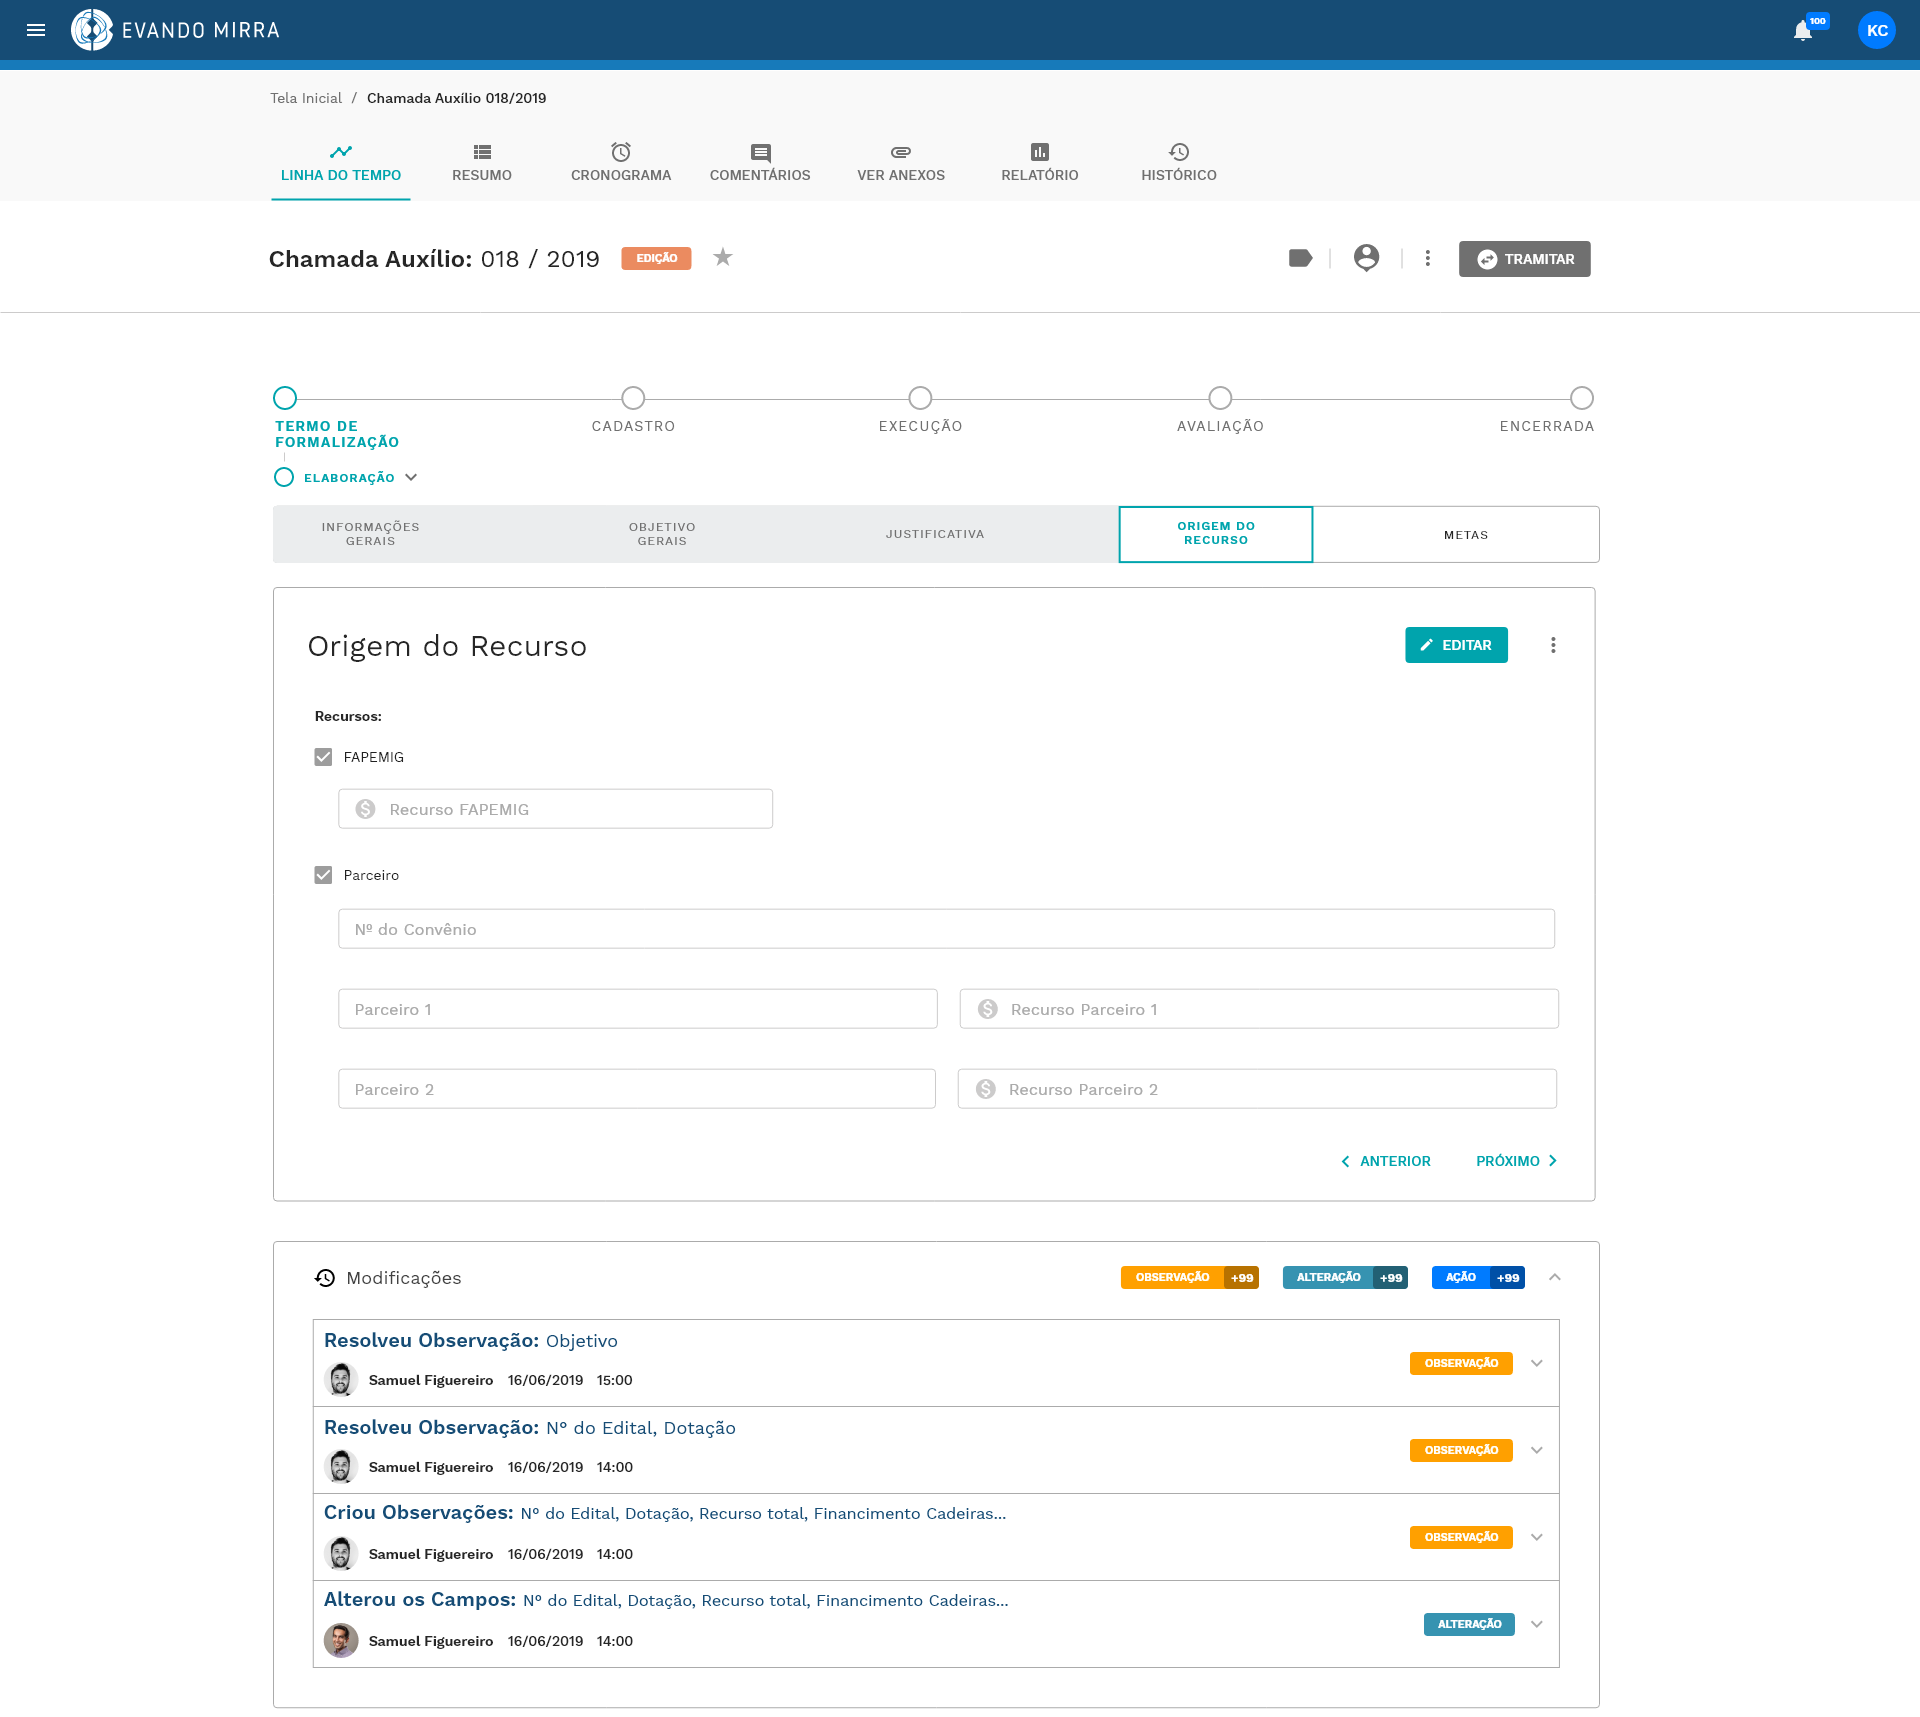 EVANDO MIRRA
100
KC
Tela Inicial / Chamada Auxílio 018/2019
LINHA DO TEMPO
RESUMO
CRONOGRAMA
COMENTÁRIOS
VER ANEXOS
RELATÓRIO
HISTÓRICO
Chamada Auxílio: 018 / 2019
EDIÇÃO
TRAMITAR
TERMO DE
FORMALIZAÇÃO
CADASTRO
EXECUÇÃO
AVALIAÇÃO
ENCERRADA
ELABORAÇÃO
INFORMAÇÕES
GERAIS
OBJETIVO
GERAIS
JUSTIFICATIVA
ORIGEM DO
RECURSO
METAS
Origem do Recurso
EDITAR
Recursos:
FAPEMIG
Recurso FAPEMIG
Parceiro
Nº do Convênio
Parceiro 1
Recurso Parceiro 1
Parceiro 2
Recurso Parceiro 2
ANTERIOR
PRÓXIMO
Modificações
OBSERVAÇÃO +99
ALTERAÇÃO +99
AÇÃO +99
Resolveu Observação: Objetivo
Samuel Figuereiro 16/06/2019 15:00
OBSERVAÇÃO
Resolveu Observação: N° do Edital, Dotação
Samuel Figuereiro 16/06/2019 14:00
OBSERVAÇÃO
Criou Observações: N° do Edital, Dotação, Recurso total, Financimento Cadeiras...
Samuel Figuereiro 16/06/2019 14:00
OBSERVAÇÃO
Alterou os Campos: N° do Edital, Dotação, Recurso total, Financimento Cadeiras...
Samuel Figuereiro 16/06/2019 14:00
ALTERAÇÃO